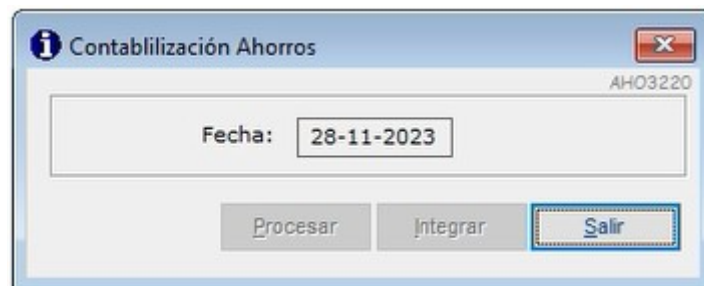 Contablilización Ahorros
AHO3220
Fecha: 28-11-2023
Procesar Integrar Salir